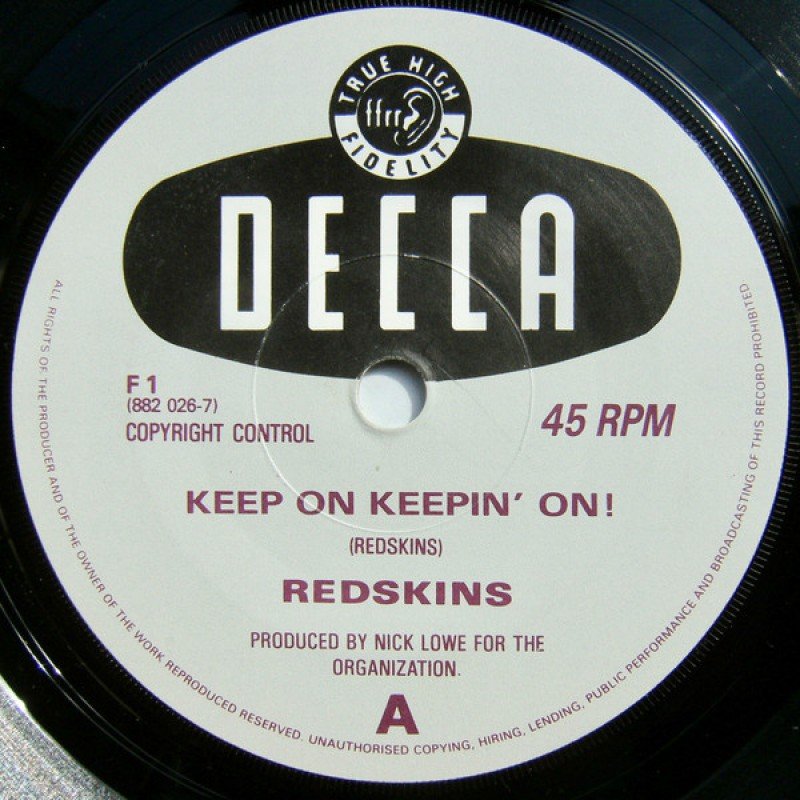 TRUE HIGH
ffrr
FIDELITY
DECCA
F 1
(882 026-7)
COPYRIGHT CONTROL
45 RPM
KEEP ON KEEPIN' ON!
(REDSKINS)
REDSKINS
PRODUCED BY NICK LOWE FOR THE
ORGANIZATION.
A
ALL RIGHTS OF THE PRODUCER AND OF THE OWNER OF THE WORK REPRODUCED RESERVED. UNAUTHORISED COPYING, HIRING, LENDING, PUBLIC PERFORMANCE AND BROADCASTING OF THIS RECORD PROHIBITED